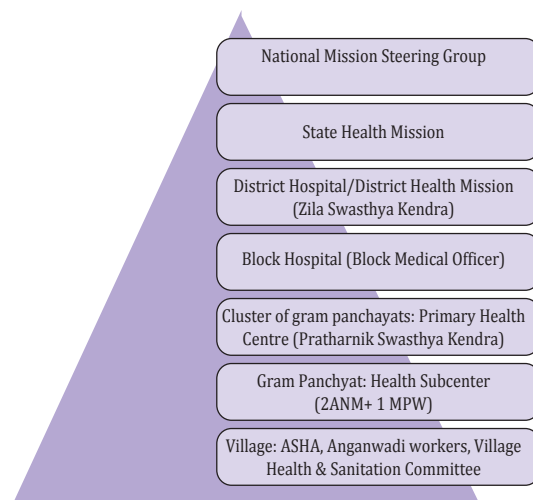 National Mission Steering Group
State Health Mission
District Hospital/District Health Mission
(Zila Swasthya Kendra)
Block Hospital (Block Medical Officer)
Cluster of gram panchayats: Primary Health
Centre (Pratharnik Swasthya Kendra)
Gram Panchyat: Health Subcenter
(2ANM+ 1 MPW)
Village: ASHA, Anganwadi workers, Village
Health & Sanitation Committee